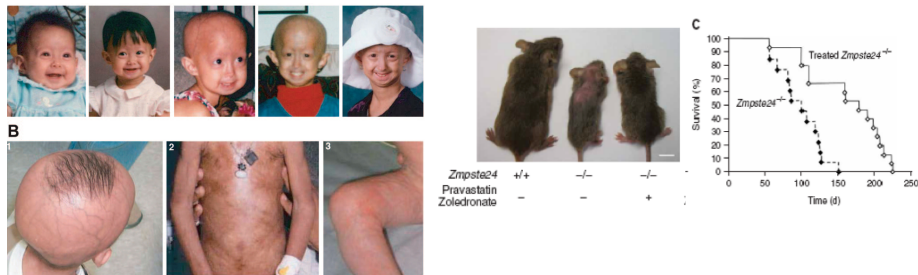 B
1
2
3
Zmpste24 +/+ −/− −/−
Pravastatin
Zoledronate − − +
C
Survival (%)
100
90
80
70
60
50
40
30
20
10
0
Treated Zmpste24⁻/⁻
Zmpste24⁻/⁻
0 50 100 150 200 250
Time (d)